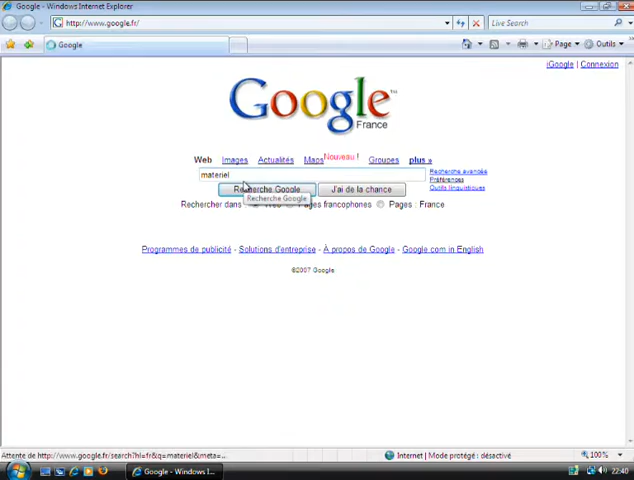 Google - Windows Internet Explorer
http://www.google.fr/
Live Search
Google
Page
Outils
iGoogle | Connexion
Google™
France
Web Images Actualités Maps Nouveau ! Groupes plus »
materiel
Recherche avancée
Préférences
Outils linguistiques
Recherche Google
J'ai de la chance
Recherche Google
Rechercher dans : Web Pages francophones Pages : France
Programmes de publicité - Solutions d'entreprise - À propos de Google - Google.com in English
©2007 Google
Attente de http://www.google.fr/search?hl=fr&q=materiel&meta=...
Internet | Mode protégé : désactivé
100%
Google - Windows I...
22:40